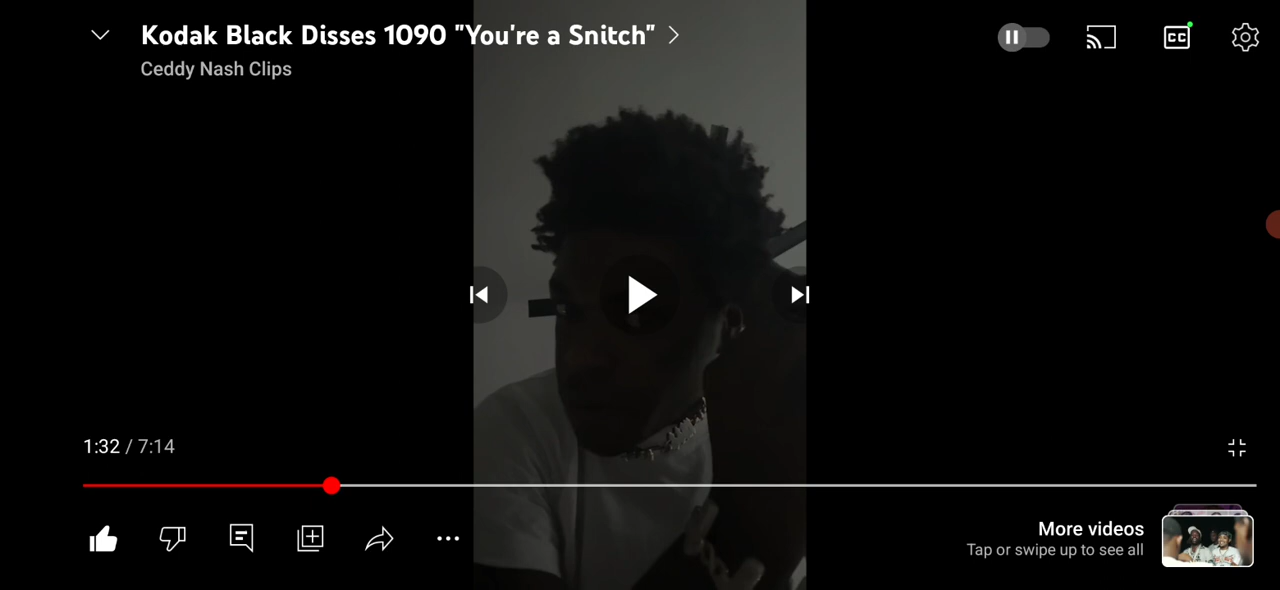 Kodak Black Disses 1090 "You're a Snitch"
Ceddy Nash Clips
CC
1:32 / 7:14
More videos
Tap or swipe up to see all